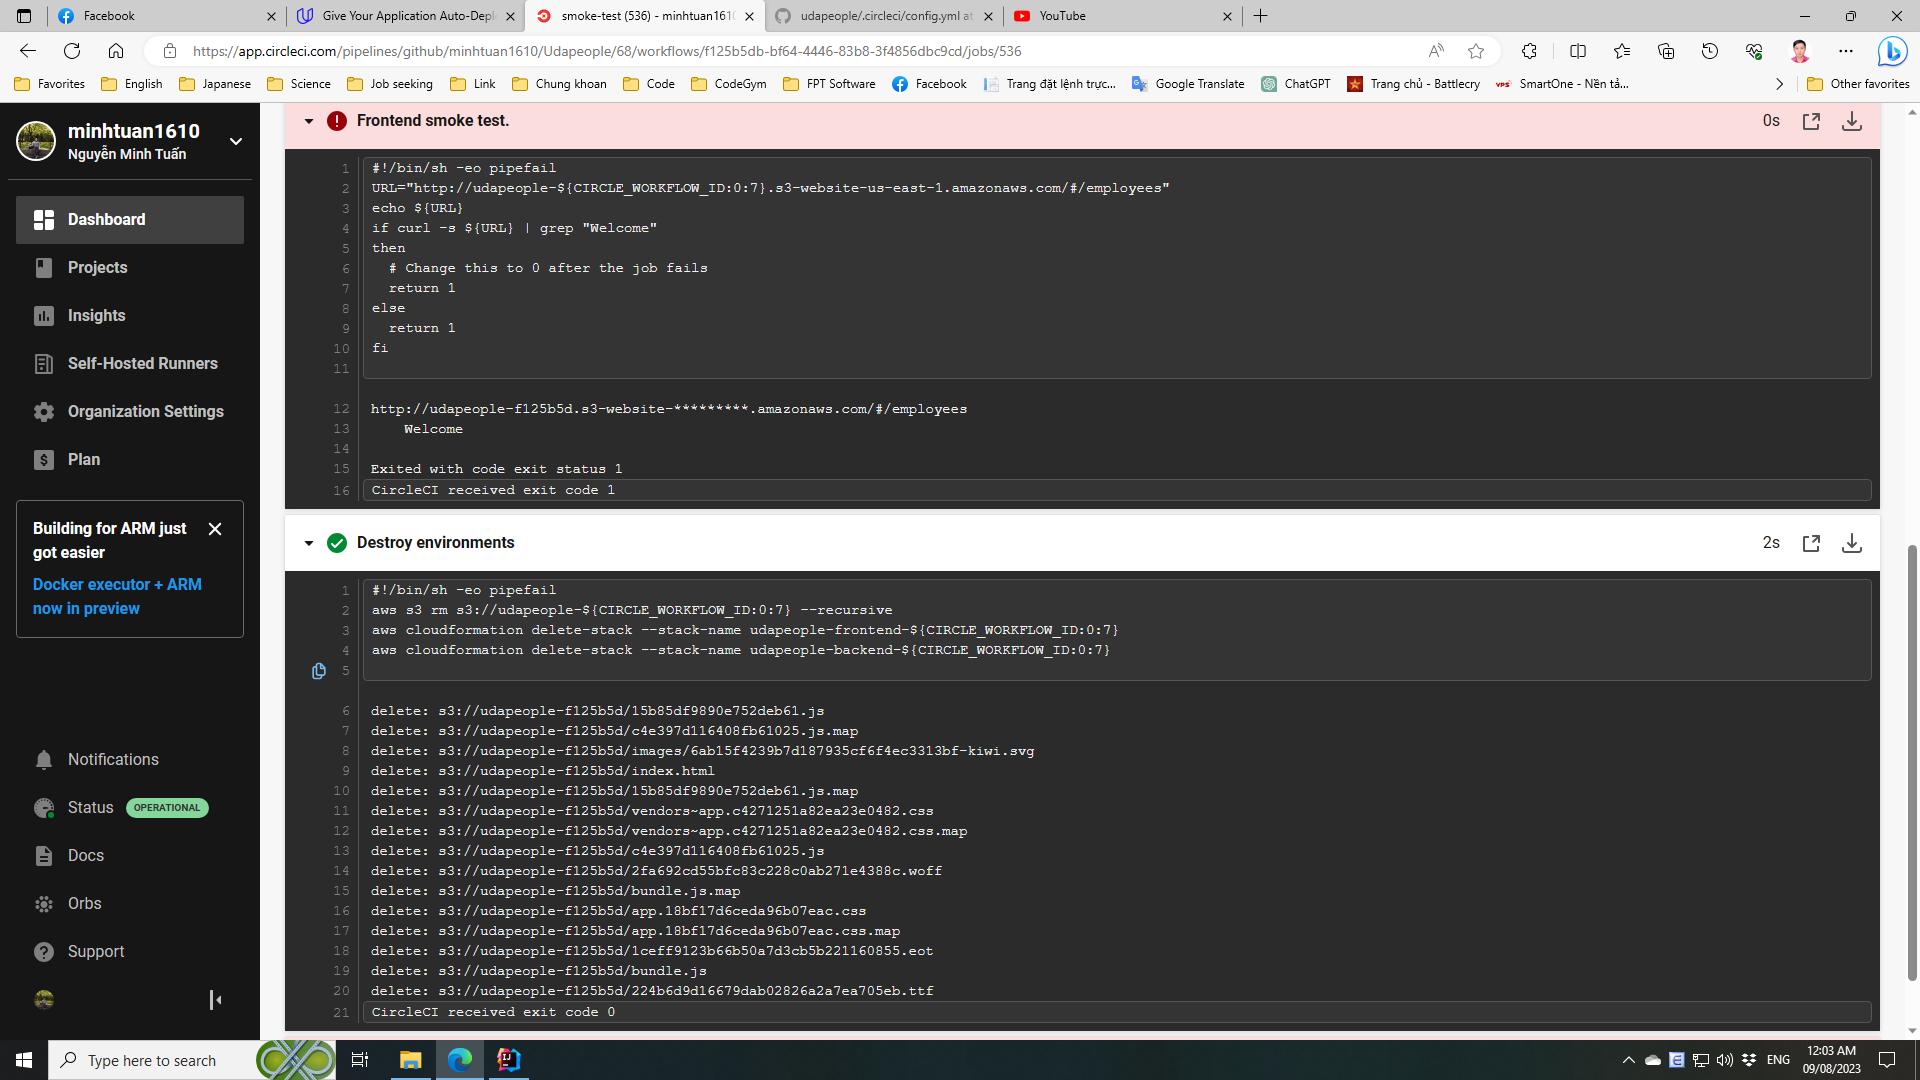 Facebook
Give Your Application Auto-Depl
smoke-test (536) - minhtuan1610
udapeople/.circleci/config.yml at
YouTube
https://app.circleci.com/pipelines/github/minhtuan1610/Udapeople/68/workflows/f125b5db-bf64-4446-83b8-3f4856dbc9cd/jobs/536
Favorites
English
Japanese
Science
Job seeking
Link
Chung khoan
Code
CodeGym
FPT Software
Facebook
Trang đặt lệnh trực...
Google Translate
ChatGPT
Trang chủ - Battlecry
SmartOne - Nền tả...
Other favorites
minhtuan1610
Nguyễn Minh Tuấn
Dashboard
Projects
Insights
Self-Hosted Runners
Organization Settings
Plan
Building for ARM just
got easier
Docker executor + ARM
now in preview
Notifications
Status OPERATIONAL
Docs
Orbs
Support
Frontend smoke test.
0s
1 #!/bin/sh -eo pipefail
2 URL="http://udapeople-${CIRCLE_WORKFLOW_ID:0:7}.s3-website-us-east-1.amazonaws.com/#/employees"
3 echo ${URL}
4 if curl -s ${URL} | grep "Welcome"
5 then
6 # Change this to 0 after the job fails
7 return 1
8 else
9 return 1
10 fi
11
12 http://udapeople-f125b5d.s3-website-*********.amazonaws.com/#/employees
13 Welcome
14
15 Exited with code exit status 1
16 CircleCI received exit code 1
Destroy environments
2s
1 #!/bin/sh -eo pipefail
2 aws s3 rm s3://udapeople-${CIRCLE_WORKFLOW_ID:0:7} --recursive
3 aws cloudformation delete-stack --stack-name udapeople-frontend-${CIRCLE_WORKFLOW_ID:0:7}
4 aws cloudformation delete-stack --stack-name udapeople-backend-${CIRCLE_WORKFLOW_ID:0:7}
5
6 delete: s3://udapeople-f125b5d/15b85df9890e752deb61.js
7 delete: s3://udapeople-f125b5d/c4e397d116408fb61025.js.map
8 delete: s3://udapeople-f125b5d/images/6ab15f4239b7d187935cf6f4ec3313bf-kiwi.svg
9 delete: s3://udapeople-f125b5d/index.html
10 delete: s3://udapeople-f125b5d/15b85df9890e752deb61.js.map
11 delete: s3://udapeople-f125b5d/vendors~app.c4271251a82ea23e0482.css
12 delete: s3://udapeople-f125b5d/vendors~app.c4271251a82ea23e0482.css.map
13 delete: s3://udapeople-f125b5d/c4e397d116408fb61025.js
14 delete: s3://udapeople-f125b5d/2fa692cd55bfc83c228c0ab271e4388c.woff
15 delete: s3://udapeople-f125b5d/bundle.js.map
16 delete: s3://udapeople-f125b5d/app.18bf17d6ceda96b07eac.css
17 delete: s3://udapeople-f125b5d/app.18bf17d6ceda96b07eac.css.map
18 delete: s3://udapeople-f125b5d/1ceff9123b66b50a7d3cb5b221160855.eot
19 delete: s3://udapeople-f125b5d/bundle.js
20 delete: s3://udapeople-f125b5d/224b6d9d16679dab02826a2a7ea705eb.ttf
21 CircleCI received exit code 0
Type here to search
ENG
12:03 AM
09/08/2023